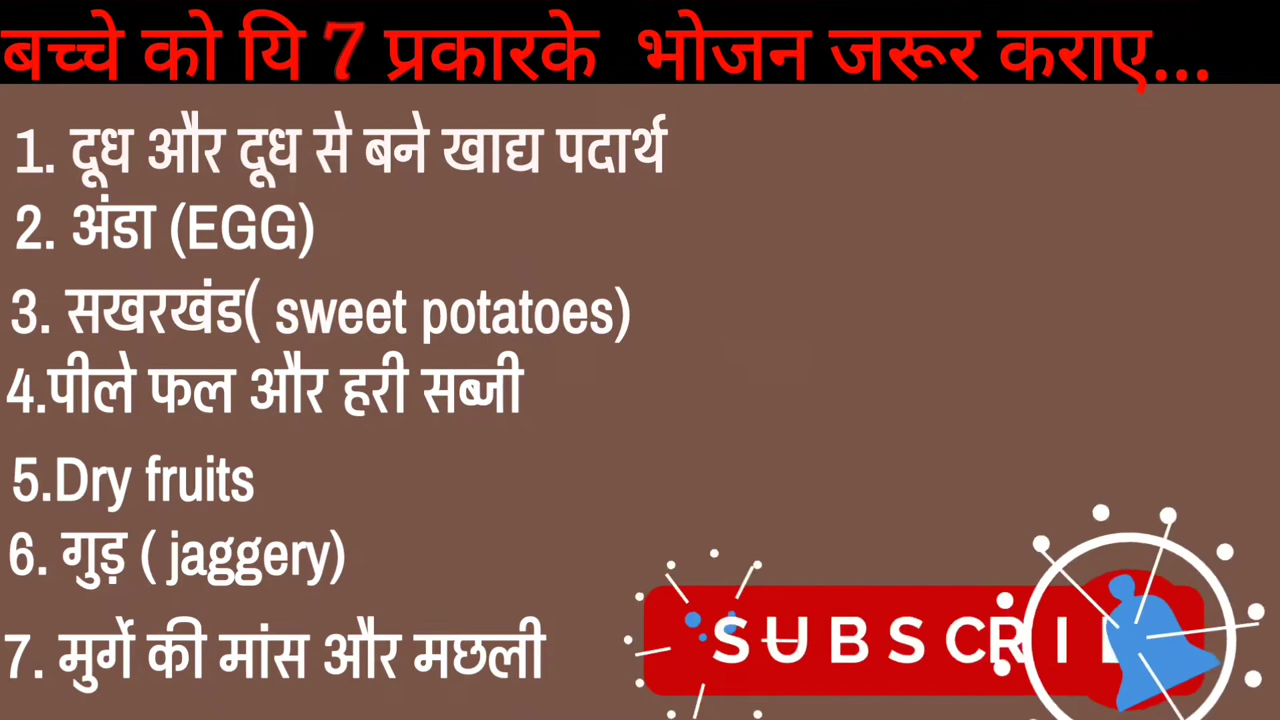 बच्चे को यि 7 प्रकारके भोजन जरूर कराए...
1. दूध और दूध से बने खाद्य पदार्थ
2. अंडा (EGG)
3. सखरखंड( sweet potatoes)
4.पीले फल और हरी सब्जी
5.Dry fruits
6. गुड़ ( jaggery)
7. मुर्गे की मांस और मछली
SUBSCRI